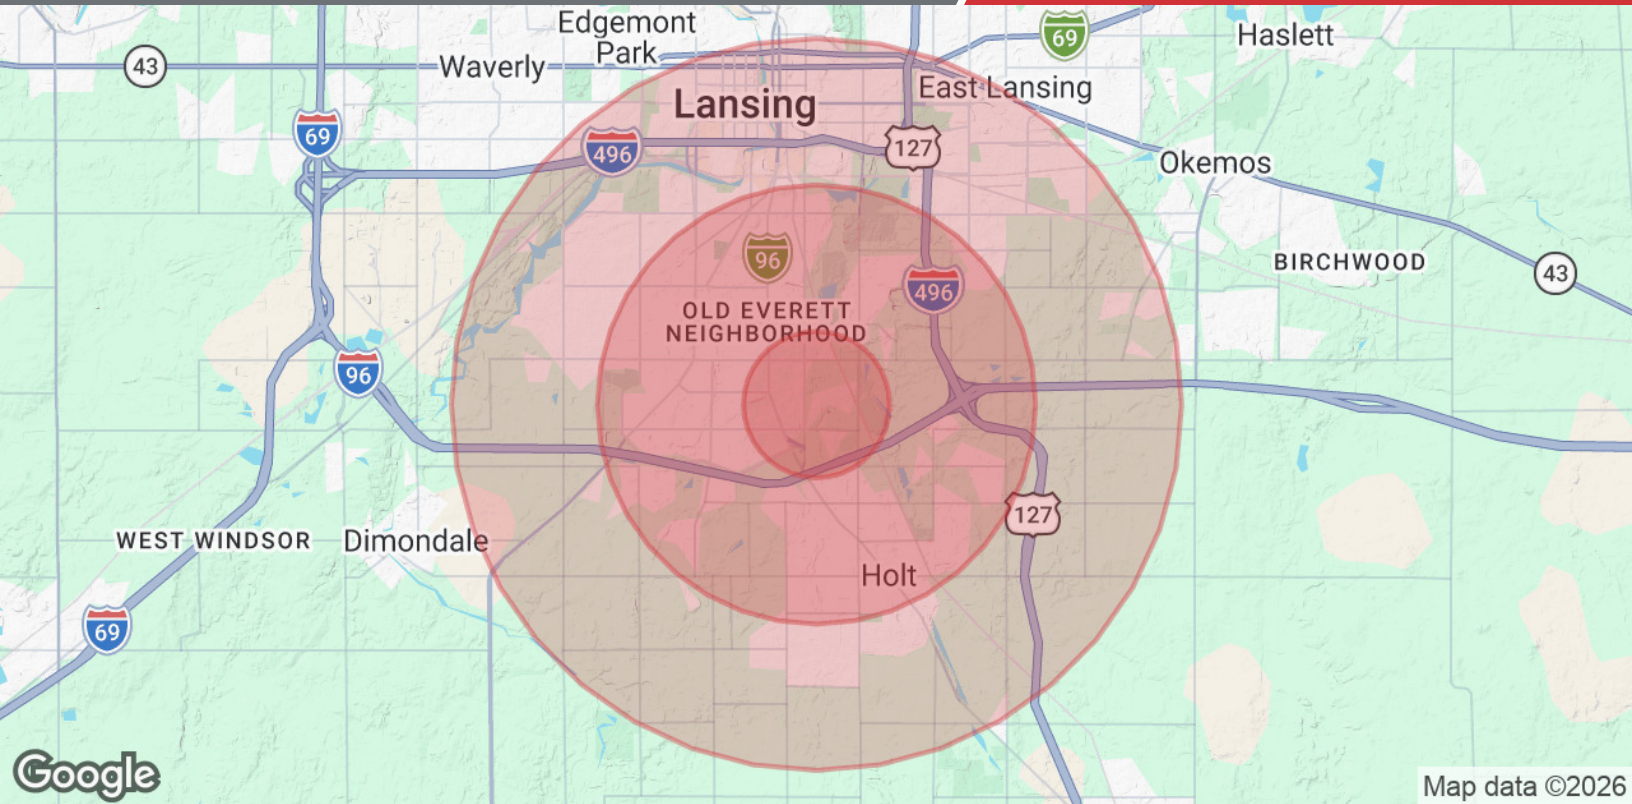 Edgemont
Park
69
Haslett
43
Waverly
East Lansing
Lansing
69
496
127
Okemos
96
BIRCHWOOD
43
496
OLD EVERETT
NEIGHBORHOOD
96
127
WEST WINDSOR
Dimondale
Holt
69
Google
Map data ©2026